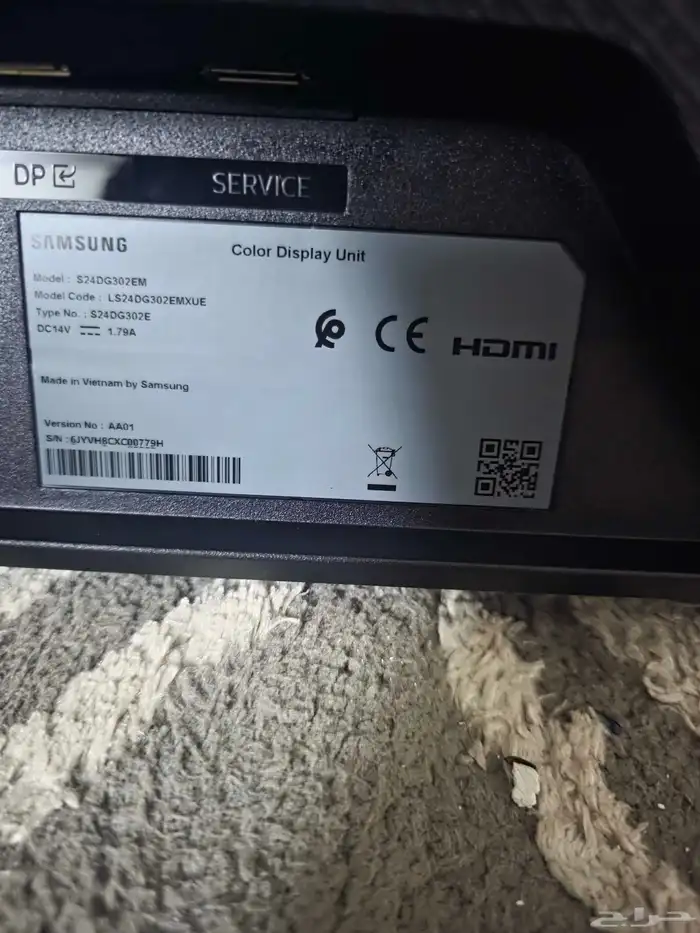 DP
SERVICE
SAMSUNG
Color Display Unit
Model : S24DG302EM
Model Code : LS24DG302EMXUE
Type No. : S24DG302E
DC14V 1.79A
CE
HDMI
Made in Vietnam by Samsung
Version No : AA01
S/N : 6JYVH8CXC00779H
حراج